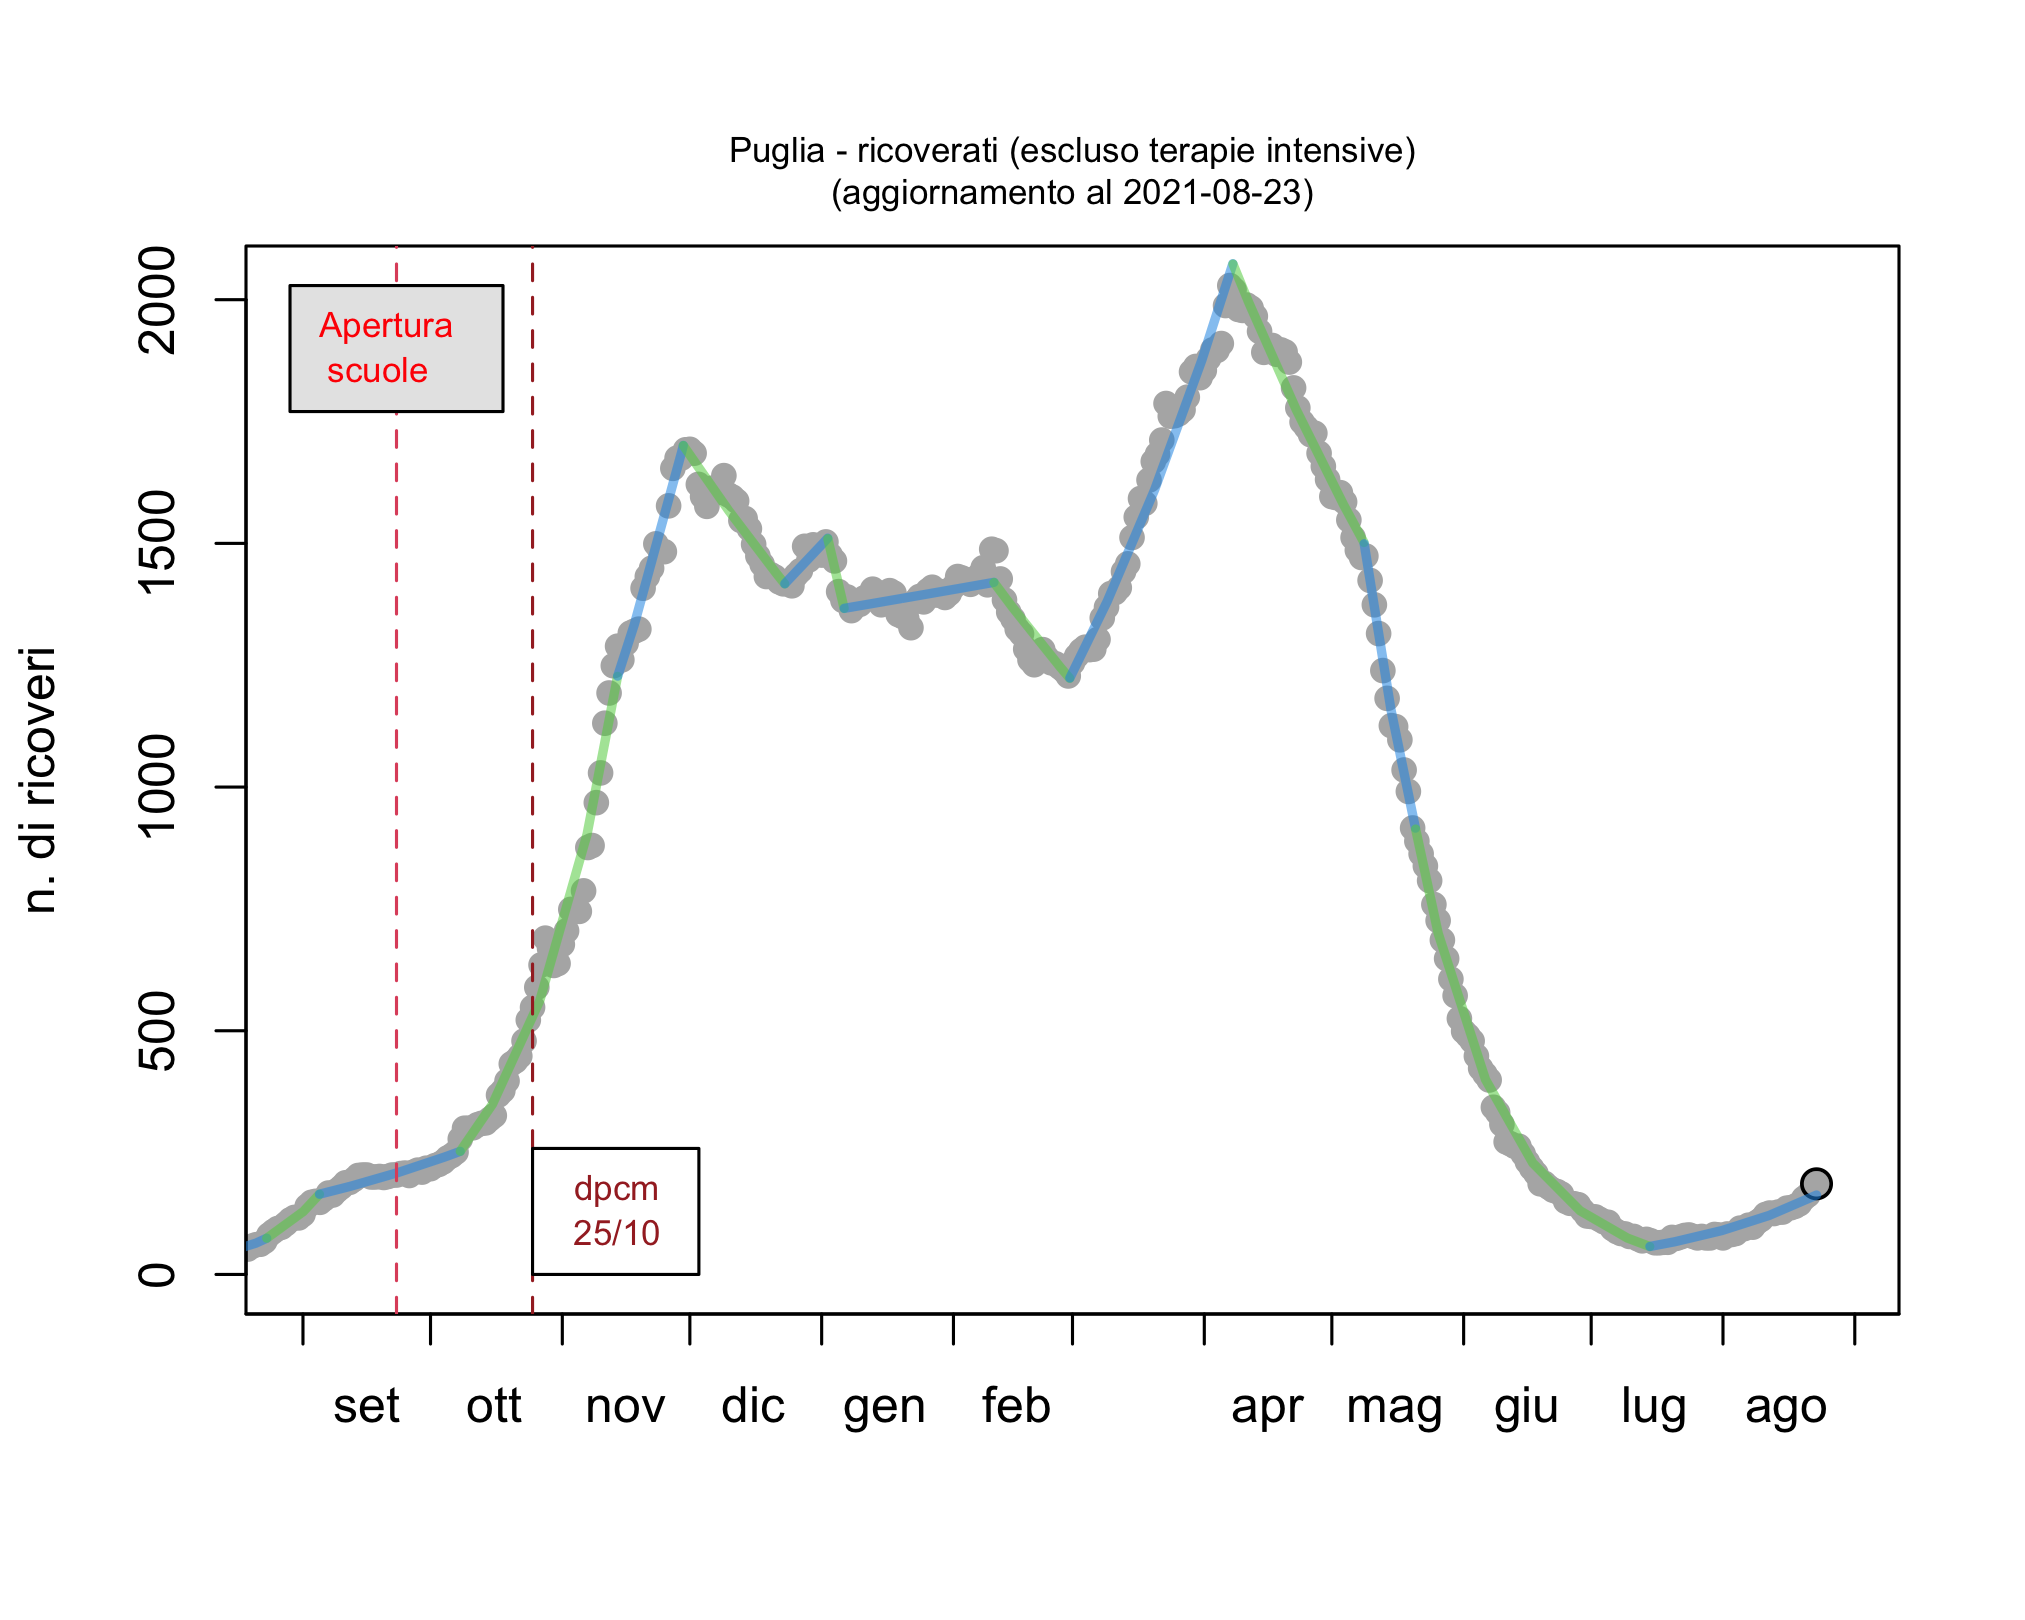 Puglia - ricoverati (escluso terapie intensive)
(aggiornamento al 2021-08-23)
n. di ricoveri
2000
1500
1000
500
0
Apertura
scuole
dpcm
25/10
set ott nov dic gen feb apr mag giu lug ago